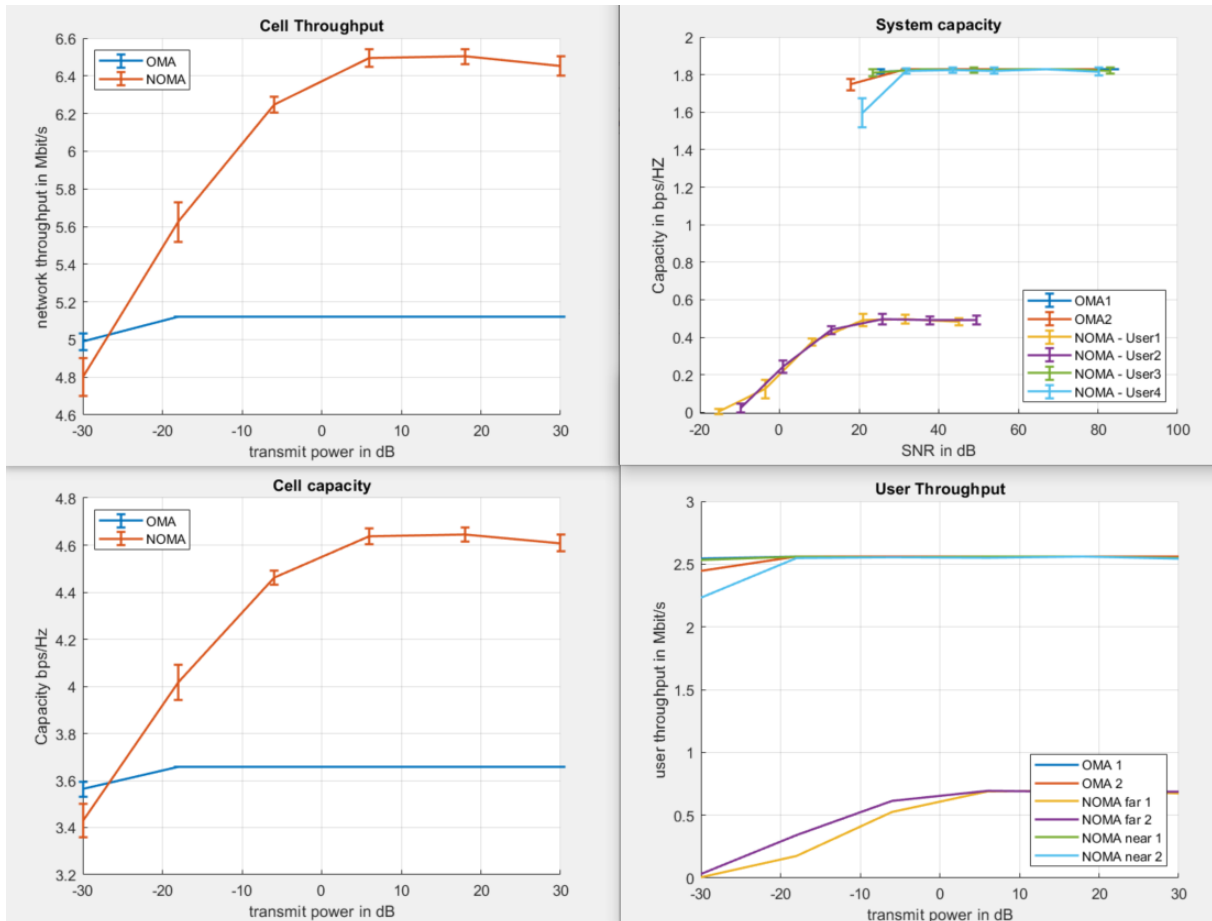 Cell Throughput
6.6
6.4
6.2
6
5.8
5.6
5.4
5.2
5
4.8
4.6
network throughput in Mbit/s
OMA
NOMA
-30 -20 -10 0 10 20 30
transmit power in dB
System capacity
2
1.8
1.6
1.4
1.2
1
0.8
0.6
0.4
0.2
0
Capacity in bps/HZ
OMA1
OMA2
NOMA - User1
NOMA - User2
NOMA - User3
NOMA - User4
-20 0 20 40 60 80 100
SNR in dB
Cell capacity
4.8
4.6
4.4
4.2
4
3.8
3.6
3.4
3.2
Capacity bps/Hz
OMA
NOMA
-30 -20 -10 0 10 20 30
transmit power in dB
User Throughput
3
2.5
2
1.5
1
0.5
0
user throughput in Mbit/s
OMA 1
OMA 2
NOMA far 1
NOMA far 2
NOMA near 1
NOMA near 2
-30 -20 -10 0 10 20 30
transmit power in dB